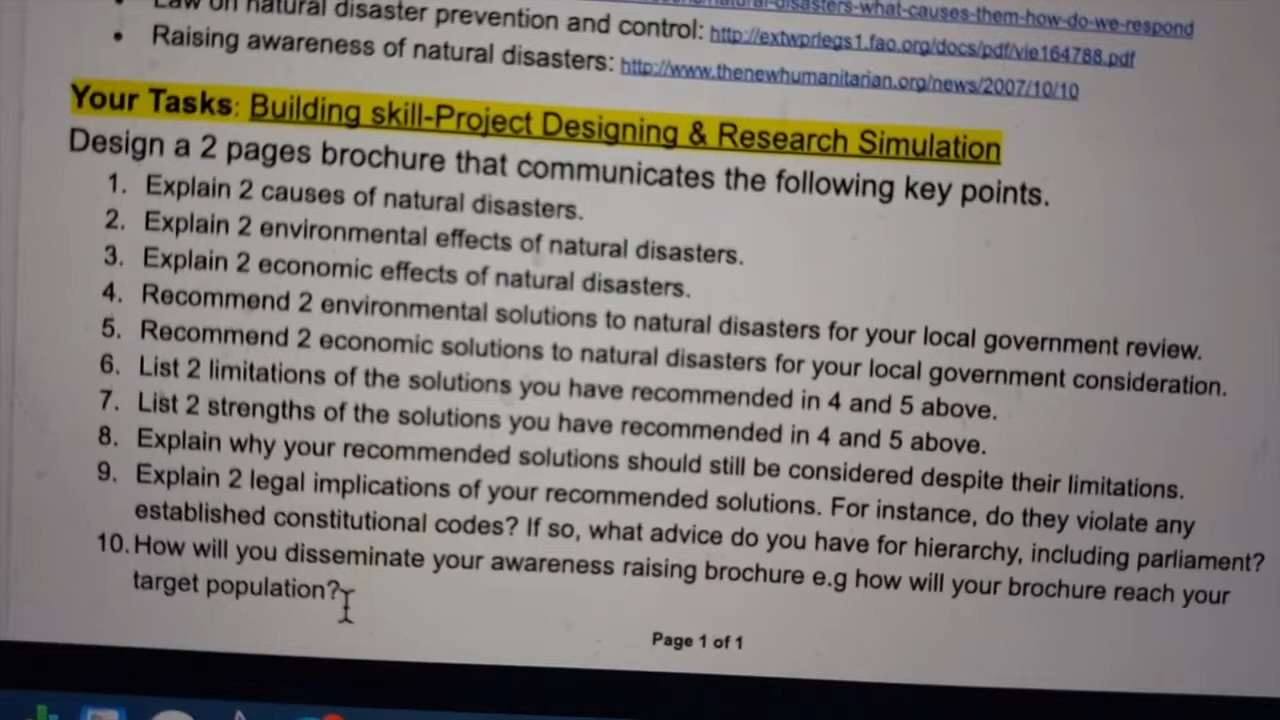 Law on natural disaster prevention and control: http://extwprlegs1.fao.org/docs/pdf/vie164788.pdf
• Raising awareness of natural disasters: http://www.thenewhumanitarian.org/news/2007/10/10
Your Tasks: Building skill-Project Designing & Research Simulation
Design a 2 pages brochure that communicates the following key points.
1. Explain 2 causes of natural disasters.
2. Explain 2 environmental effects of natural disasters.
3. Explain 2 economic effects of natural disasters.
4. Recommend 2 environmental solutions to natural disasters for your local government review.
5. Recommend 2 economic solutions to natural disasters for your local government consideration.
6. List 2 limitations of the solutions you have recommended in 4 and 5 above.
7. List 2 strengths of the solutions you have recommended in 4 and 5 above.
8. Explain why your recommended solutions should still be considered despite their limitations.
9. Explain 2 legal implications of your recommended solutions. For instance, do they violate any
established constitutional codes? If so, what advice do you have for hierarchy, including parliament?
10. How will you disseminate your awareness raising brochure e.g how will your brochure reach your
target population?
Page 1 of 1